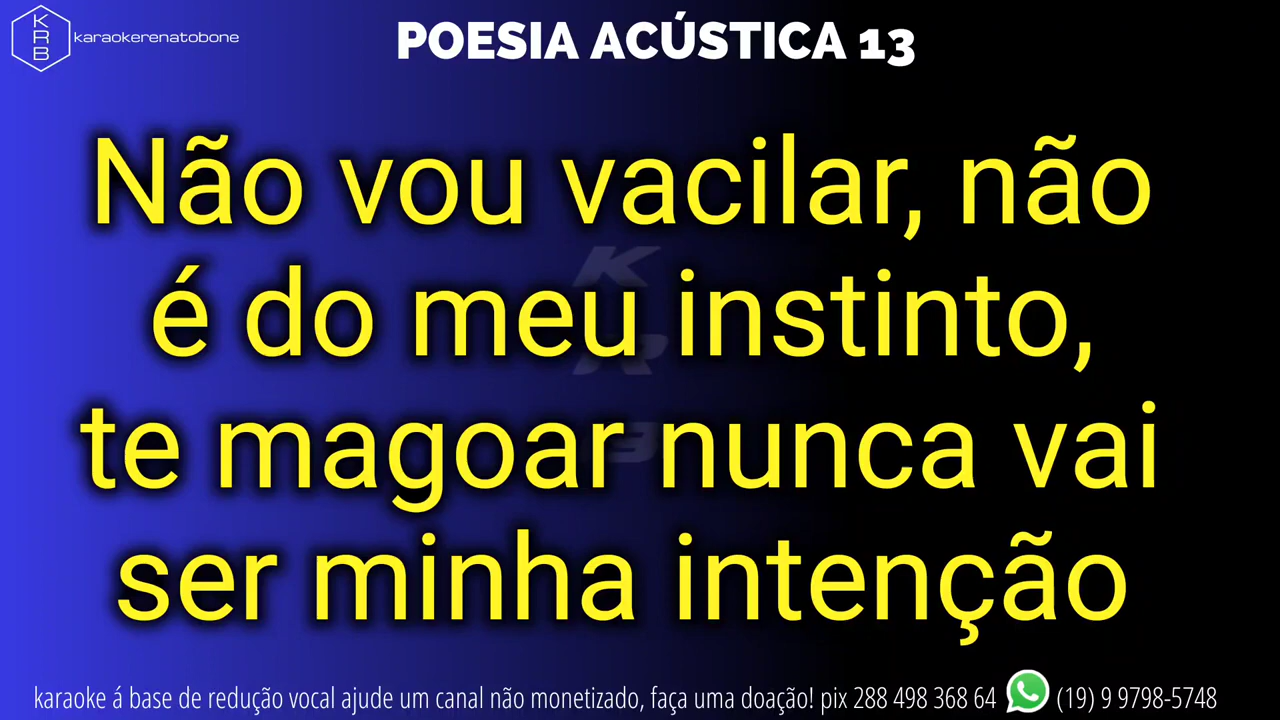 KRB
karaokerenatobone
POESIA ACÚSTICA 13
Não vou vacilar, não
é do meu instinto,
te magoar nunca vai
ser minha intenção
K
R
B
karaoke á base de redução vocal ajude um canal não monetizado, faça uma doação! pix 288 498 368 64 (19) 9 9798-5748